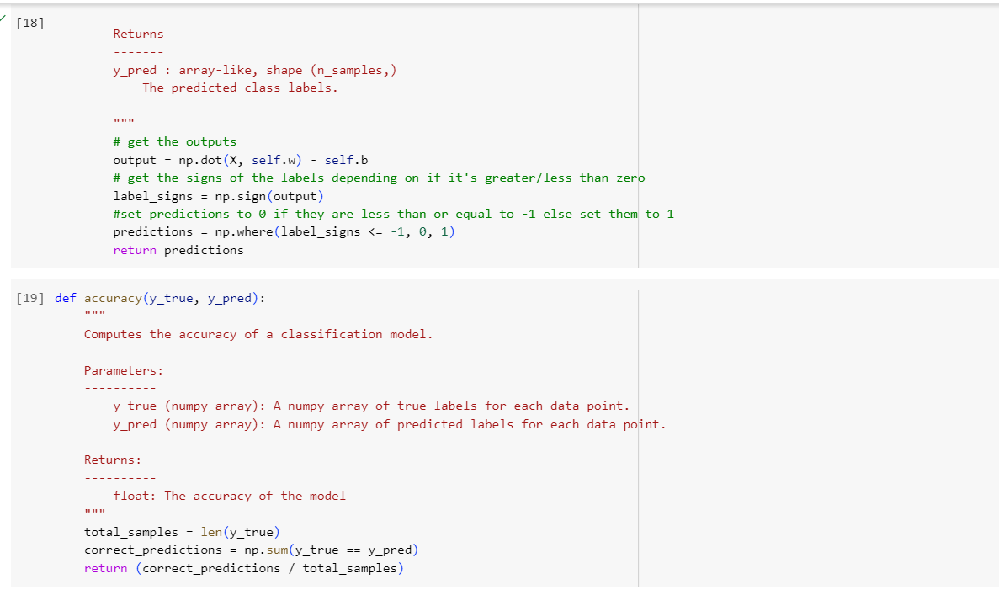 [18]
Returns
-------
y_pred : array-like, shape (n_samples,)
The predicted class labels.
"""
# get the outputs
output = np.dot(X, self.w) - self.b
# get the signs of the labels depending on if it's greater/less than zero
label_signs = np.sign(output)
#set predictions to 0 if they are less than or equal to -1 else set them to 1
predictions = np.where(label_signs <= -1, 0, 1)
return predictions
[19] def accuracy(y_true, y_pred):
"""
Computes the accuracy of a classification model.
Parameters:
----------
y_true (numpy array): A numpy array of true labels for each data point.
y_pred (numpy array): A numpy array of predicted labels for each data point.
Returns:
----------
float: The accuracy of the model
"""
total_samples = len(y_true)
correct_predictions = np.sum(y_true == y_pred)
return (correct_predictions / total_samples)